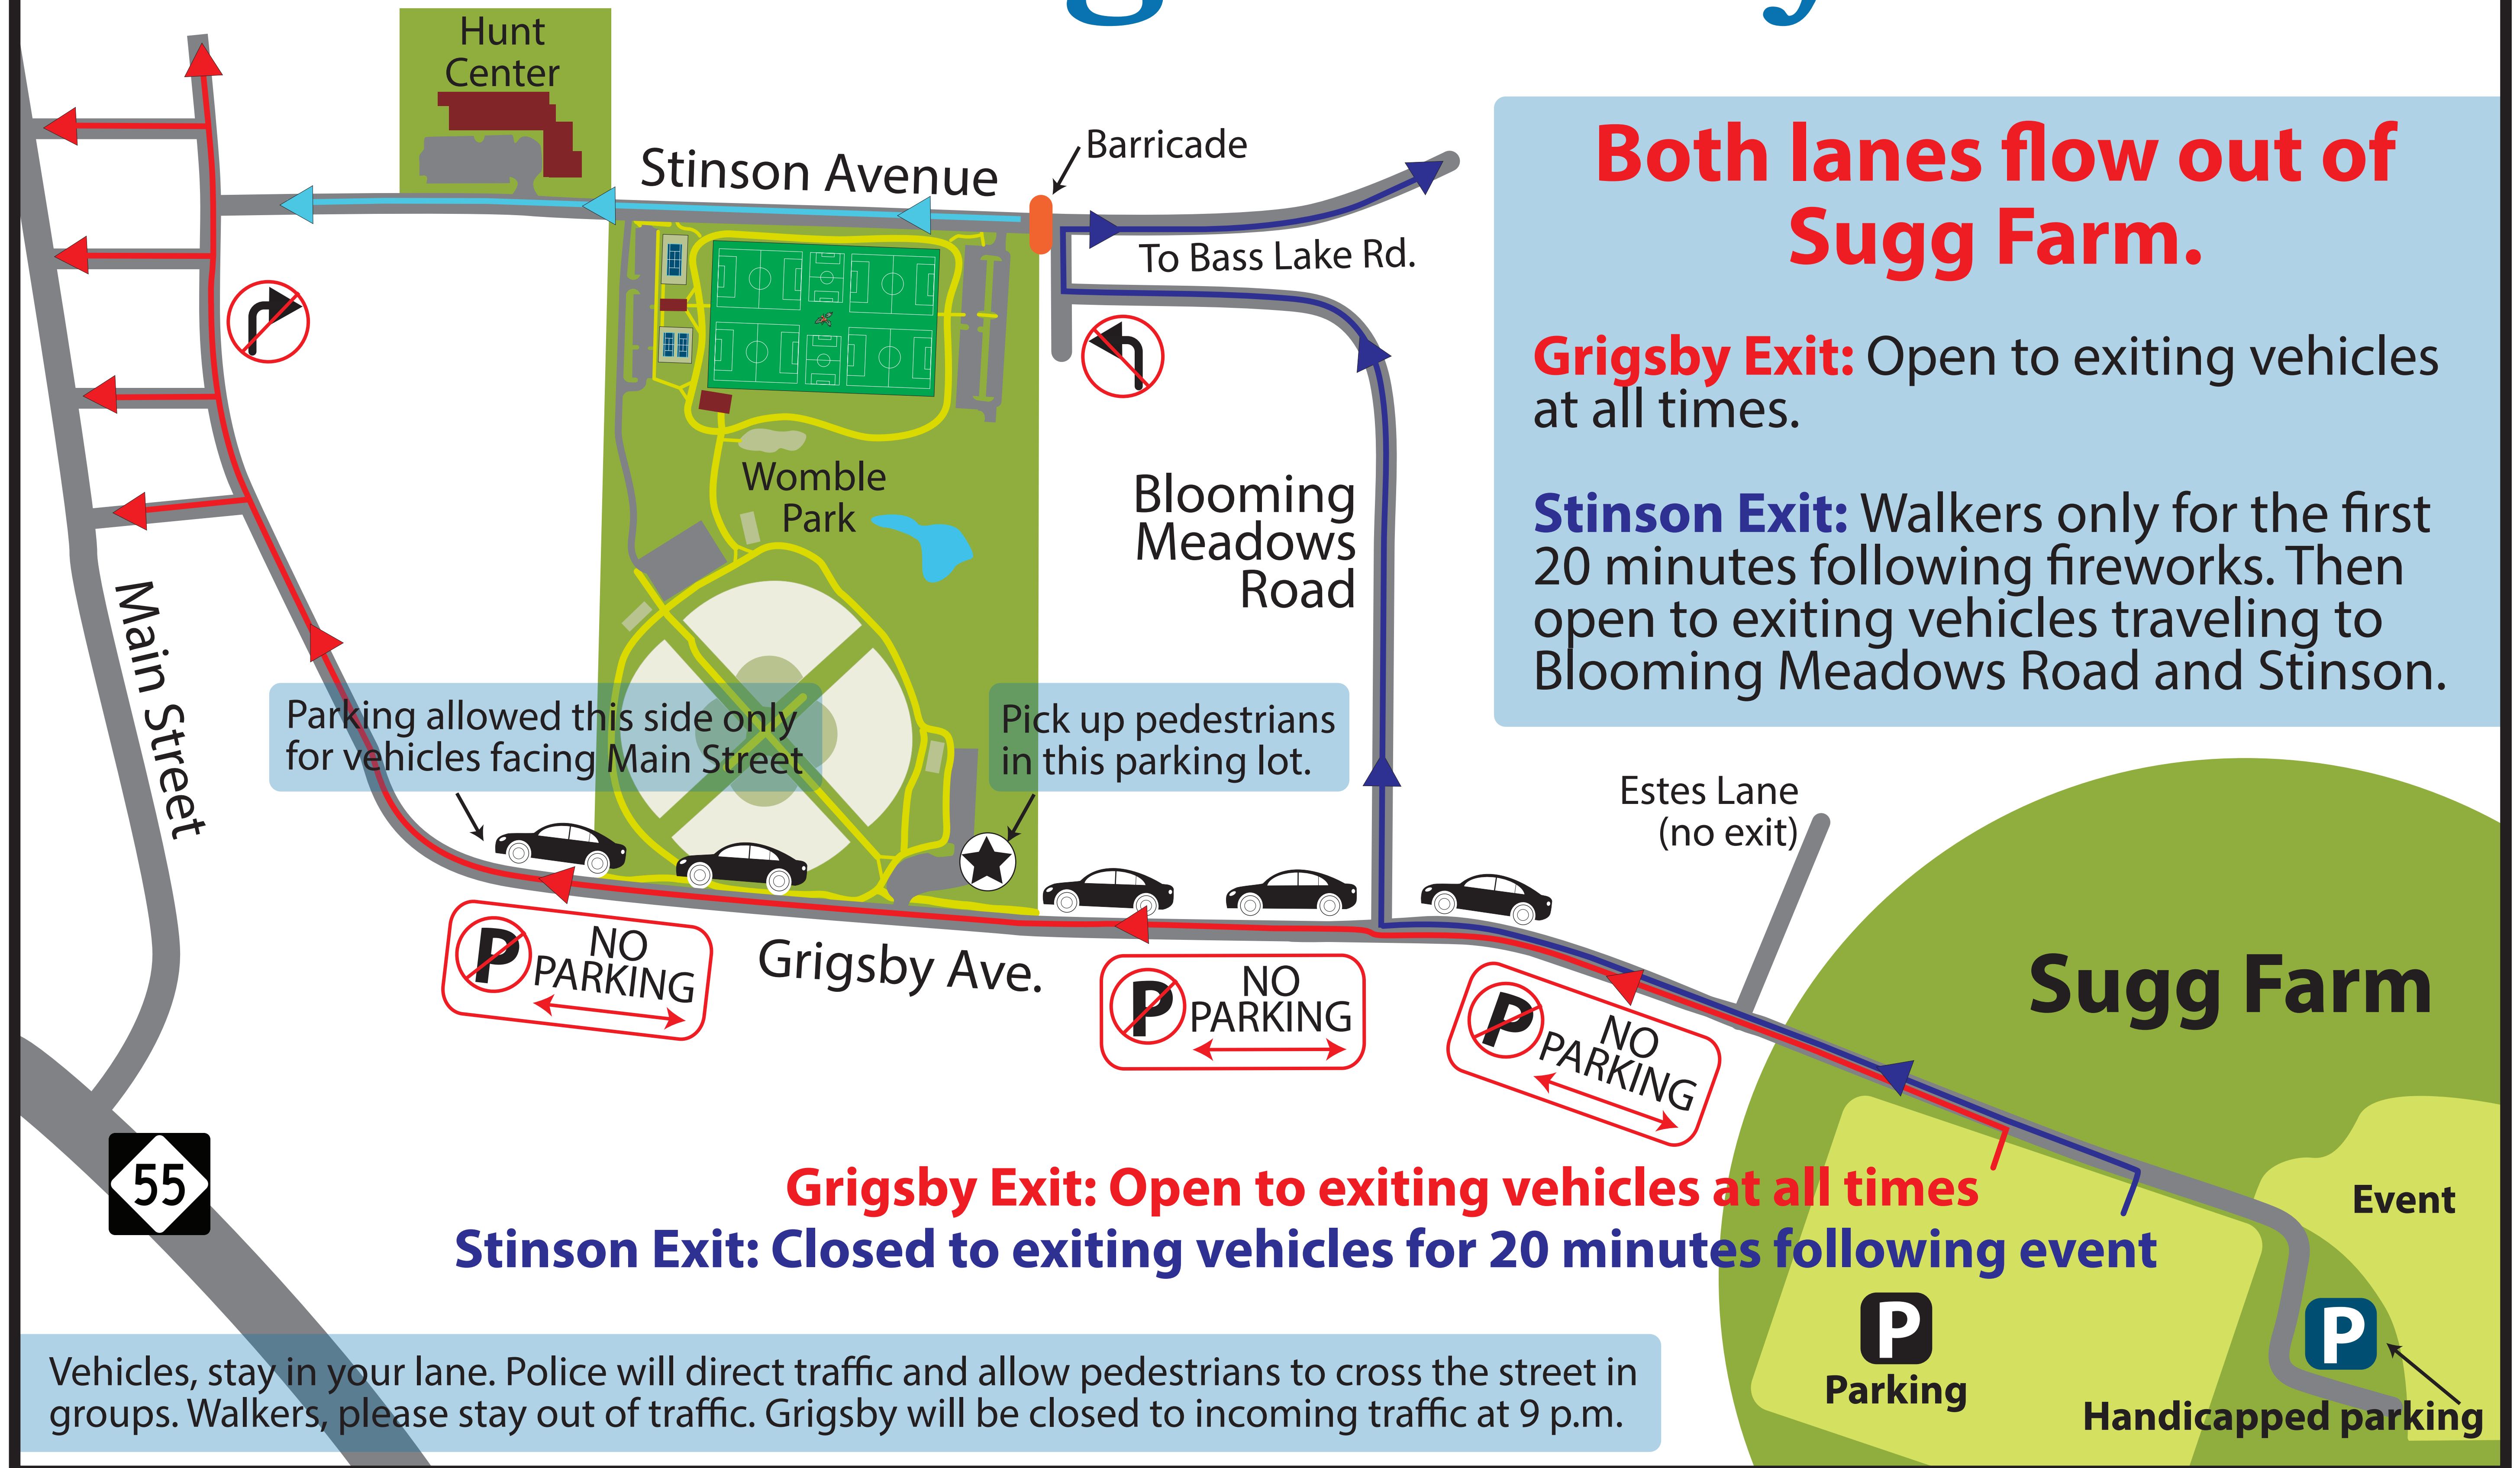 Hunt
Center
Stinson Avenue
Barricade
To Bass Lake Rd.
Both lanes flow out of
Sugg Farm.
Grigsby Exit: Open to exiting vehicles
at all times.
Stinson Exit: Walkers only for the first
20 minutes following fireworks. Then
open to exiting vehicles traveling to
Blooming Meadows Road and Stinson.
Womble
Park
Blooming
Meadows
Road
Main Street
Parking allowed this side only
for vehicles facing Main Street
Pick up pedestrians
in this parking lot.
Estes Lane
(no exit)
P NO
PARKING
Grigsby Ave.
P NO
PARKING
P NO
PARKING
Sugg Farm
55
Grigsby Exit: Open to exiting vehicles at all times
Stinson Exit: Closed to exiting vehicles for 20 minutes following event
Event
P
Parking
P
Handicapped parking
Vehicles, stay in your lane. Police will direct traffic and allow pedestrians to cross the street in
groups. Walkers, please stay out of traffic. Grigsby will be closed to incoming traffic at 9 p.m.